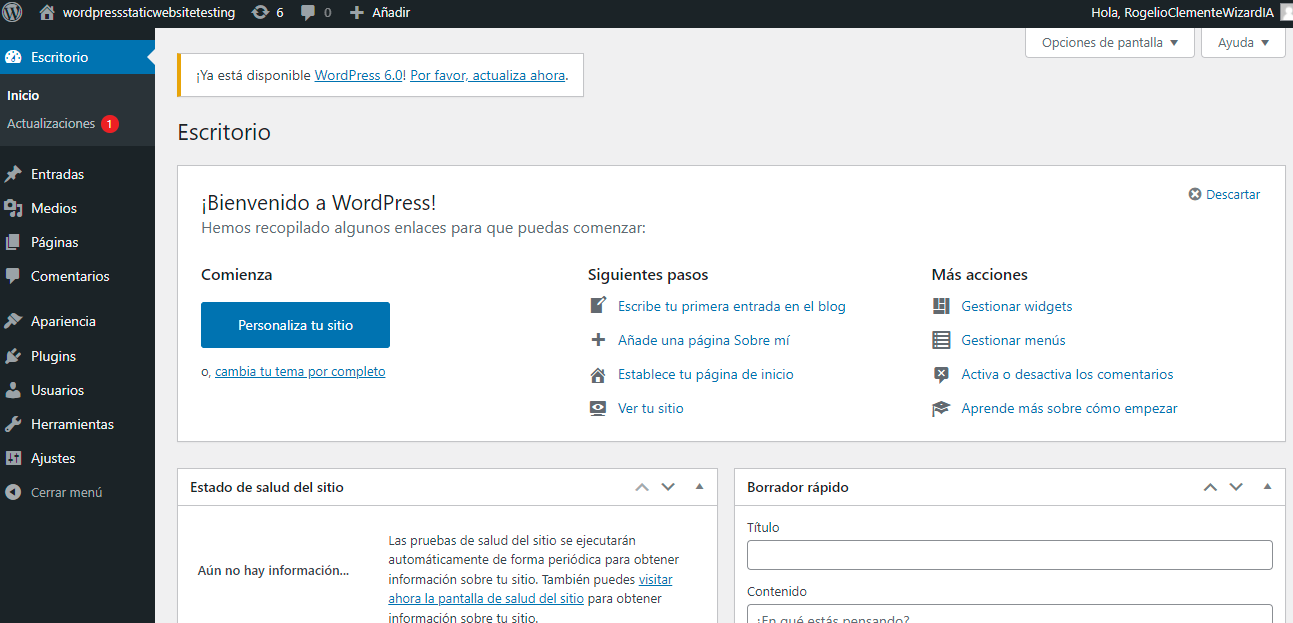 wordpressstaticwebsitetesting 6 0 Añadir Hola, RogelioClementeWizardIA
Opciones de pantalla Ayuda
Escritorio
Inicio
Actualizaciones 1
Entradas
Medios
Páginas
Comentarios
Apariencia
Plugins
Usuarios
Herramientas
Ajustes
Cerrar menú
¡Ya está disponible WordPress 6.0! Por favor, actualiza ahora.
Escritorio
¡Bienvenido a WordPress!
Descartar
Hemos recopilado algunos enlaces para que puedas comenzar:
Comienza
Personaliza tu sitio
o, cambia tu tema por completo
Siguientes pasos
Escribe tu primera entrada en el blog
Añade una página Sobre mí
Establece tu página de inicio
Ver tu sitio
Más acciones
Gestionar widgets
Gestionar menús
Activa o desactiva los comentarios
Aprende más sobre cómo empezar
Estado de salud del sitio
Aún no hay información...
Las pruebas de salud del sitio se ejecutarán
automáticamente de forma periódica para obtener
información sobre tu sitio. También puedes visitar
ahora la pantalla de salud del sitio para obtener
información sobre tu sitio.
Borrador rápido
Título
Contenido
¿En qué estás pensando?